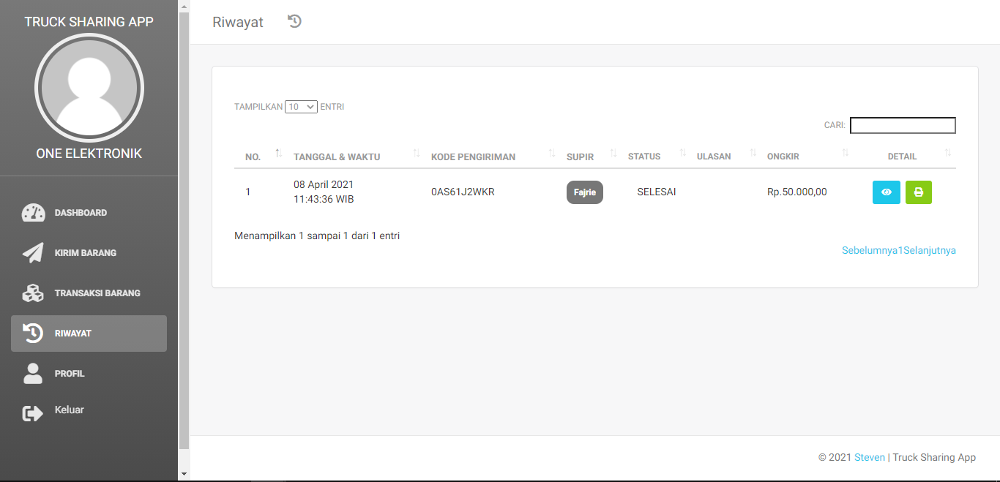 TRUCK SHARING APP
ONE ELEKTRONIK
DASHBOARD
KIRIM BARANG
TRANSAKSI BARANG
RIWAYAT
PROFIL
Keluar
Riwayat
TAMPILKAN 10 ENTRI
CARI:
NO. TANGGAL & WAKTU KODE PENGIRIMAN SUPIR STATUS ULASAN ONGKIR DETAIL
1 08 April 2021 0AS61J2WKR Fajrie SELESAI Rp.50.000,00
11:43:36 WIB
Menampilkan 1 sampai 1 dari 1 entri
Sebelumnya1Selanjutnya
© 2021 Steven | Truck Sharing App